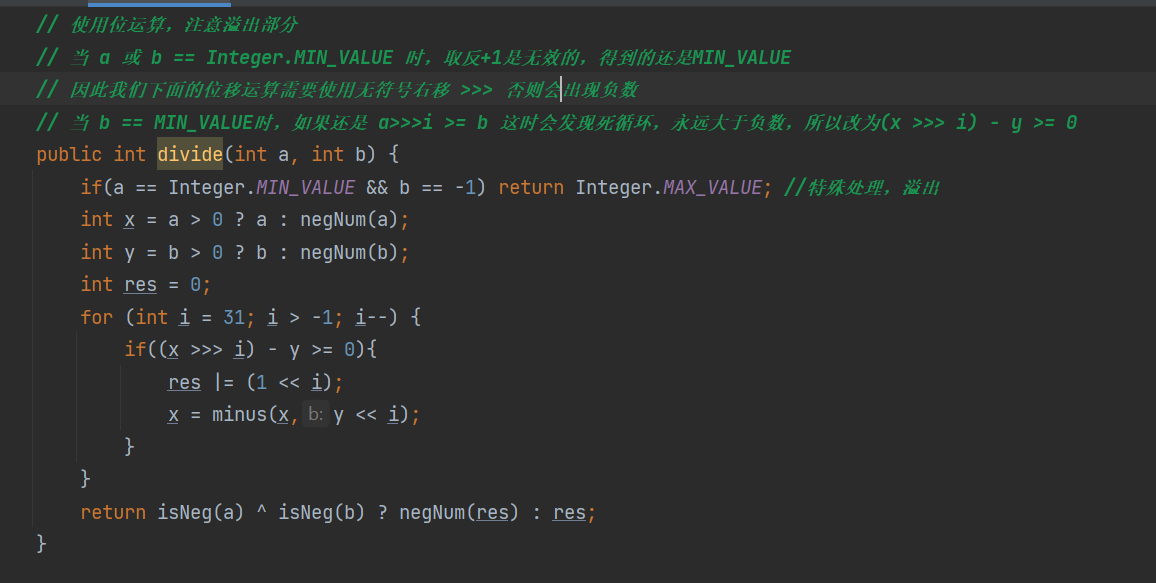 // 使用位运算，注意溢出部分
// 当 a 或 b == Integer.MIN_VALUE 时，取反+1是无效的，得到的还是MIN_VALUE
// 因此我们下面的位移运算需要使用无符号右移 >>> 否则会出现负数
// 当 b == MIN_VALUE时，如果还是 a>>>i >= b 这时会发现死循环，永远大于负数，所以改为(x >>> i) - y >= 0
public int divide(int a, int b) {
    if(a == Integer.MIN_VALUE && b == -1) return Integer.MAX_VALUE; //特殊处理，溢出
    int x = a > 0 ? a : negNum(a);
    int y = b > 0 ? b : negNum(b);
    int res = 0;
    for (int i = 31; i > -1; i--) {
        if((x >>> i) - y >= 0){
            res |= (1 << i);
            x = minus(x, b: y << i);
        }
    }
    return isNeg(a) ^ isNeg(b) ? negNum(res) : res;
}